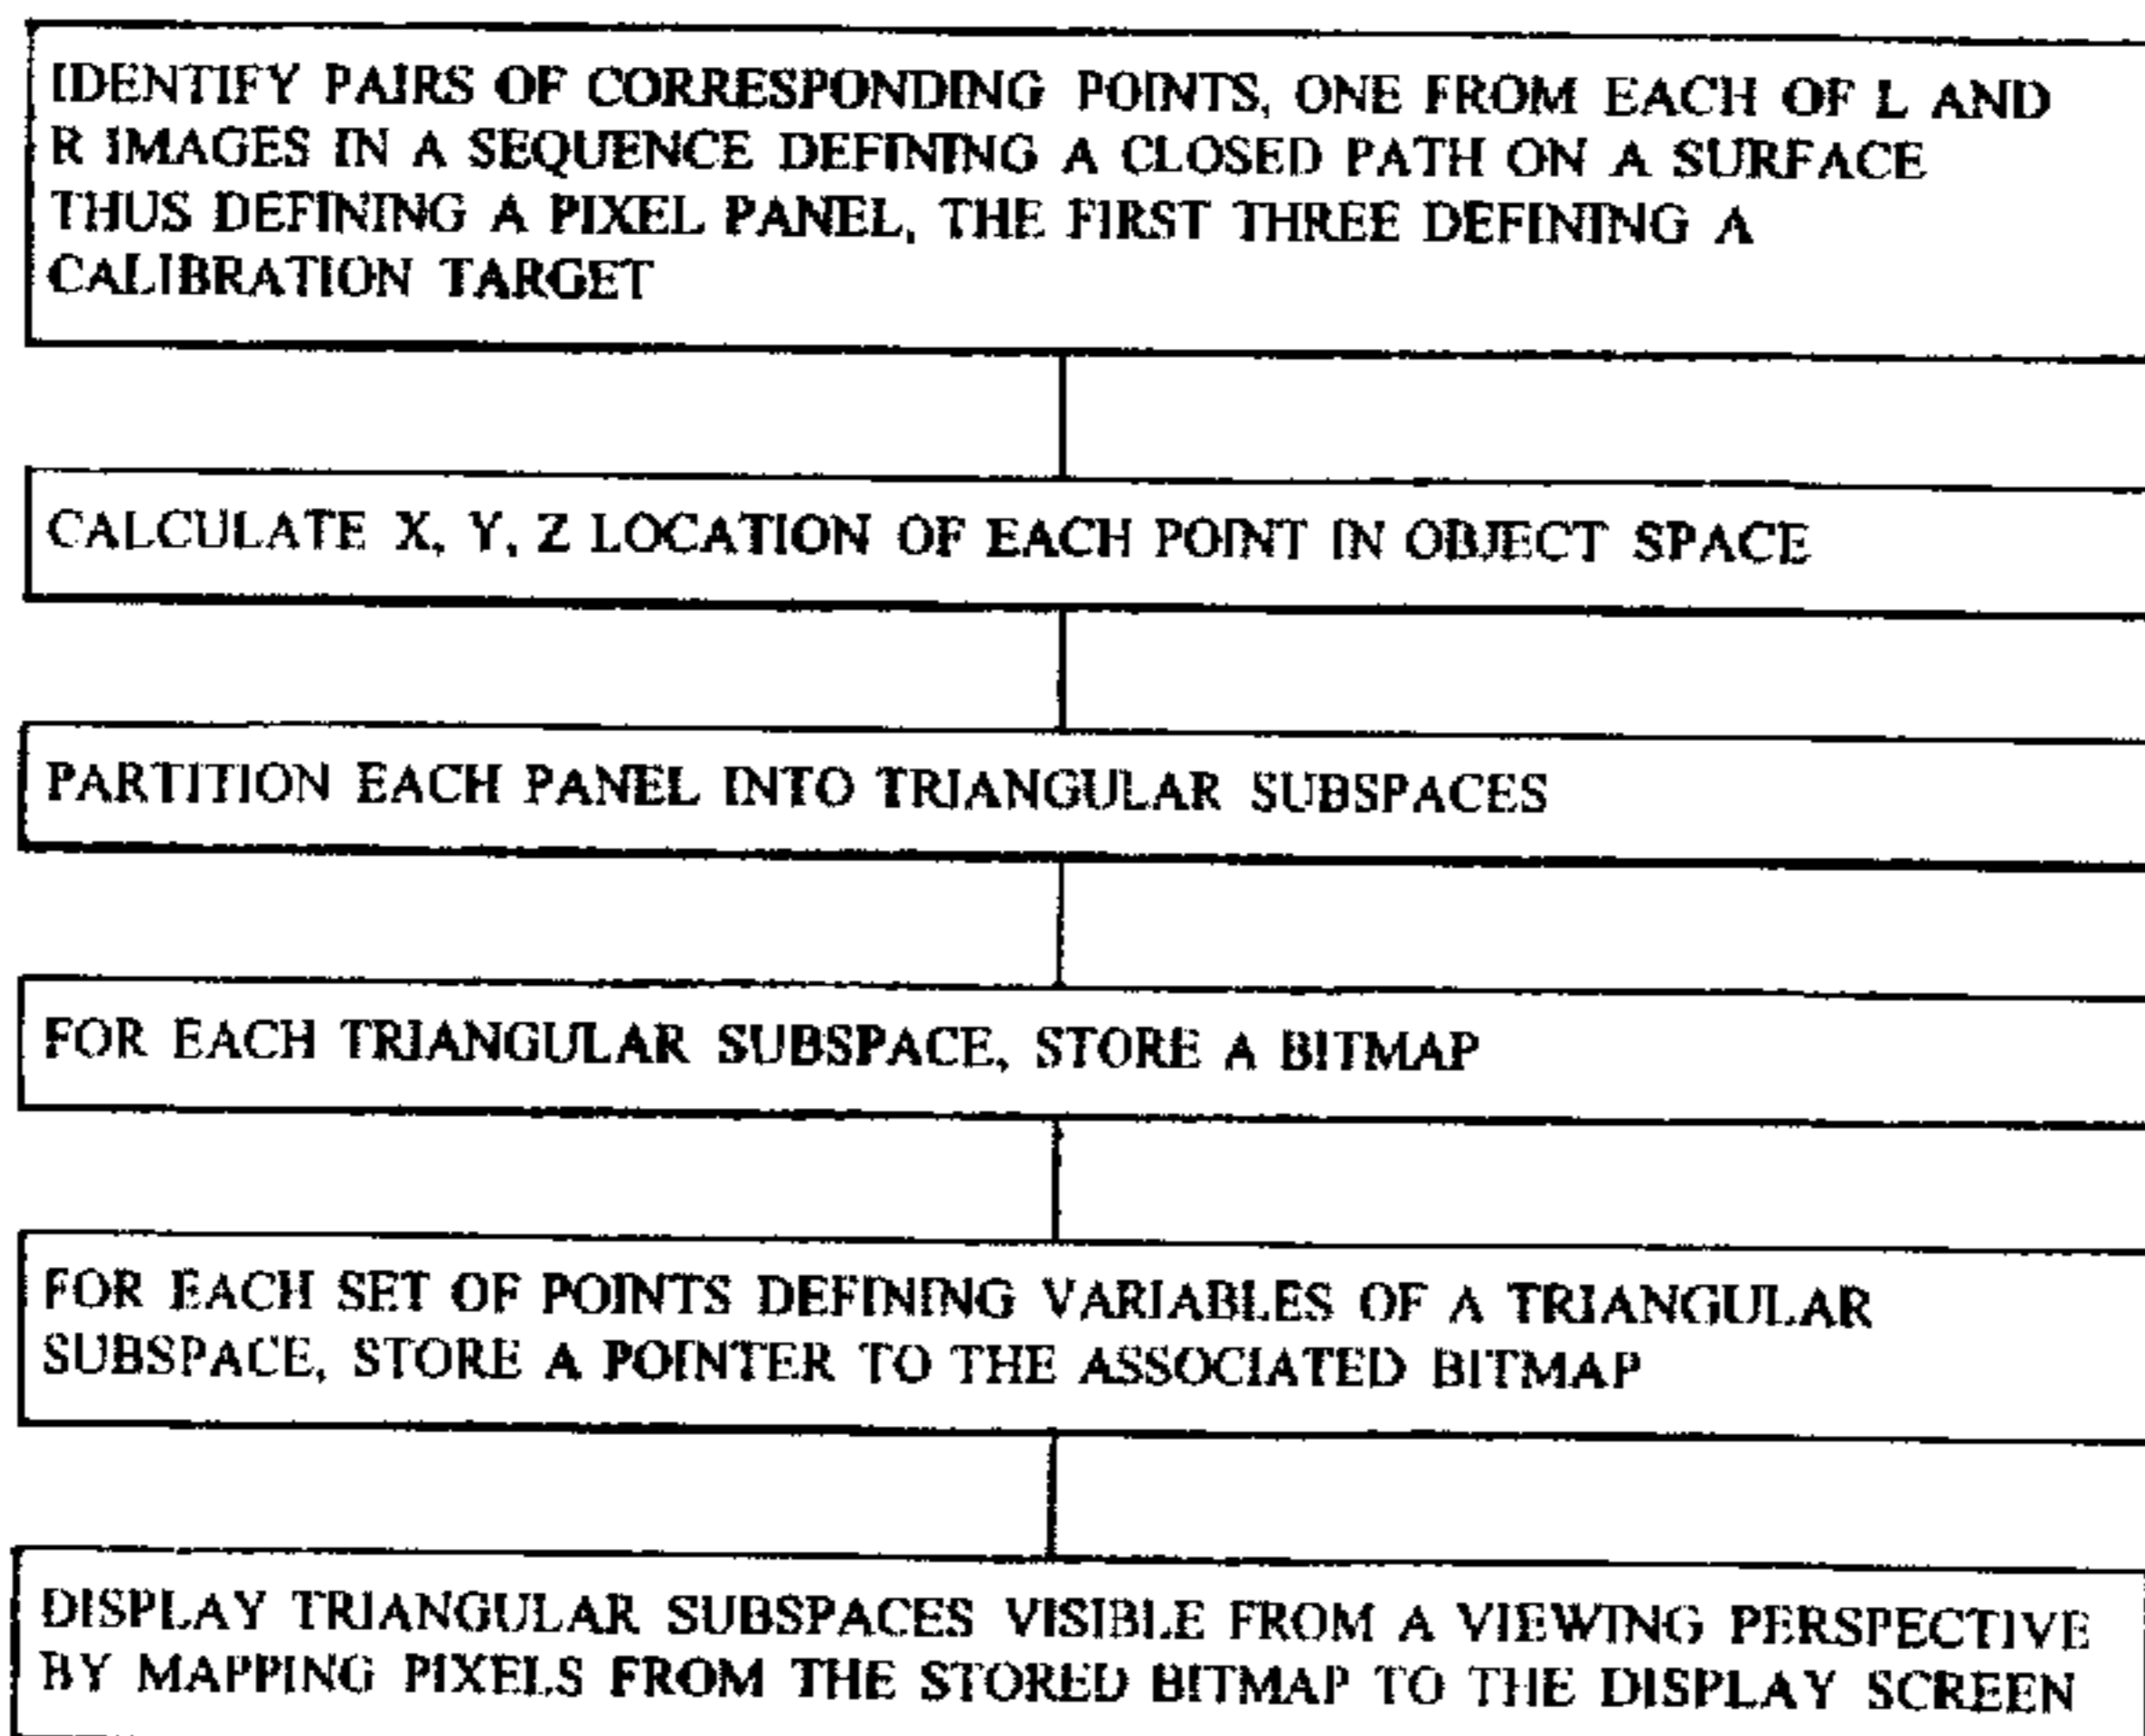 IDENTIFY PAIRS OF CORRESPONDING POINTS, ONE FROM EACH OF L AND
R IMAGES IN A SEQUENCE DEFINING A CLOSED PATH ON A SURFACE
THUS DEFINING A PIXEL PANEL, THE FIRST THREE DEFINING A
CALIBRATION TARGET
CALCULATE X, Y, Z LOCATION OF EACH POINT IN OBJECT SPACE
PARTITION EACH PANEL INTO TRIANGULAR SUBSPACES
FOR EACH TRIANGULAR SUBSPACE, STORE A BITMAP
FOR EACH SET OF POINTS DEFINING VARIABLES OF A TRIANGULAR
SUBSPACE, STORE A POINTER TO THE ASSOCIATED BITMAP
DISPLAY TRIANGULAR SUBSPACES VISIBLE FROM A VIEWING PERSPECTIVE
BY MAPPING PIXELS FROM THE STORED BITMAP TO THE DISPLAY SCREEN